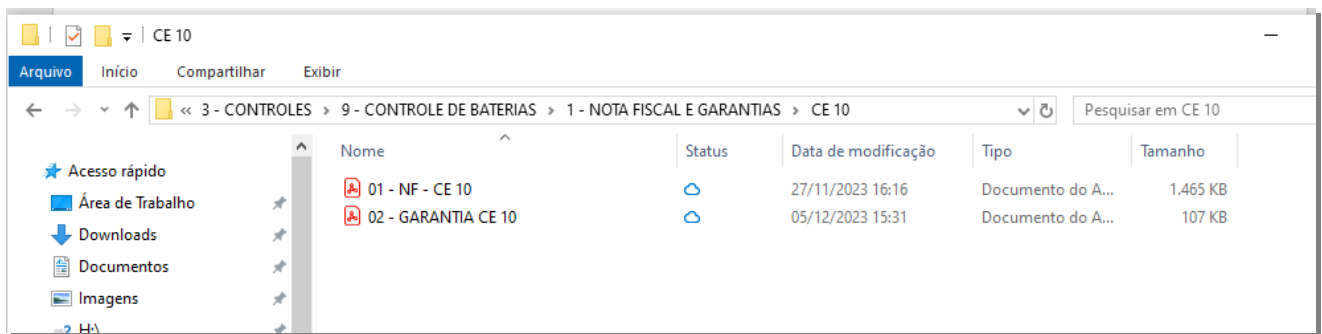 CE 10
Arquivo Início Compartilhar Exibir
« 3 - CONTROLES > 9 - CONTROLE DE BATERIAS > 1 - NOTA FISCAL E GARANTIAS > CE 10 Pesquisar em CE 10
Nome Status Data de modificação Tipo Tamanho
Acesso rápido
01 - NF - CE 10 27/11/2023 16:16 Documento do A... 1.465 KB
Área de Trabalho
02 - GARANTIA CE 10 05/12/2023 15:31 Documento do A... 107 KB
Downloads
Documentos
Imagens
H:\